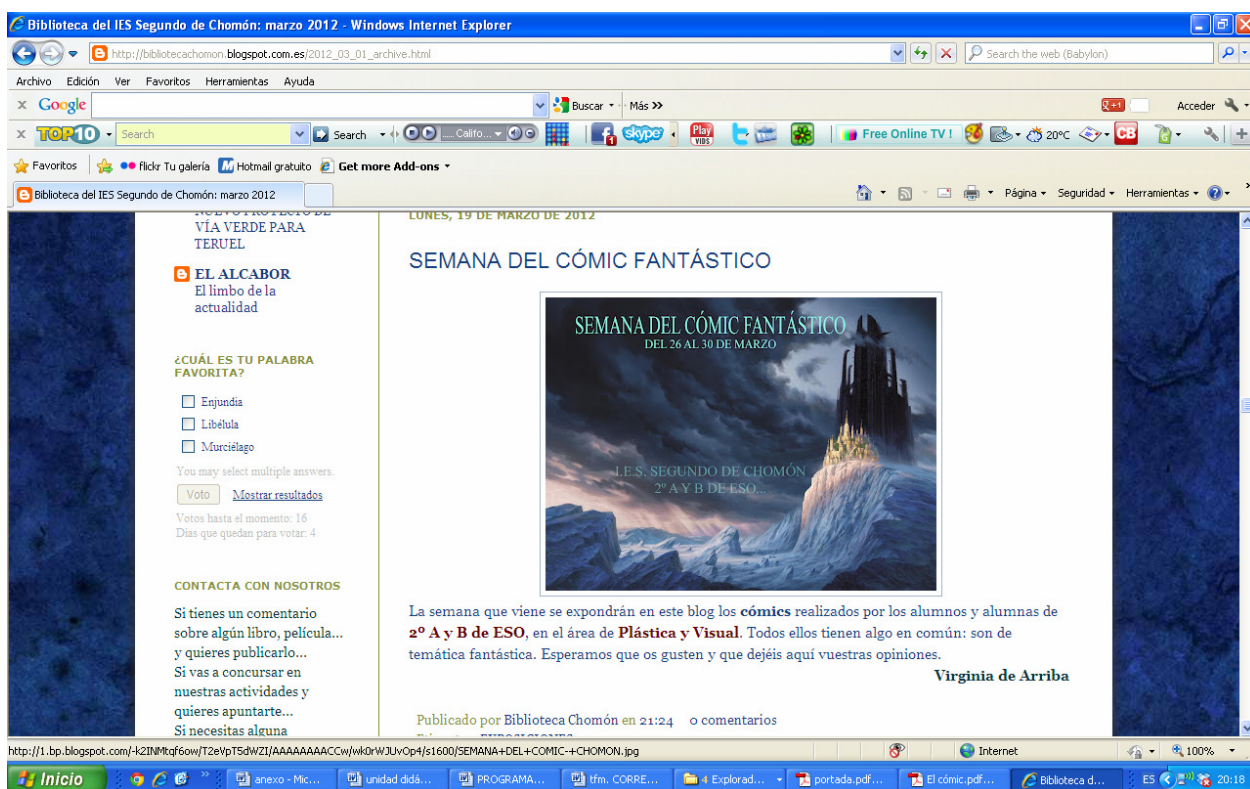 Biblioteca del IES Segundo de Chomón: marzo 2012 - Windows Internet Explorer
http://bibliotecachomon.blogspot.com.es/2012_03_01_archive.html
Search the web (Babylon)
Archivo Edición Ver Favoritos Herramientas Ayuda
x Google Buscar Más >> +1 Acceder
x TOP10 Search Search Califo... Play VIDS Free Online TV ! 20°C CB
Favoritos flickr Tu galería Hotmail gratuito Get more Add-ons
Biblioteca del IES Segundo de Chomón: marzo 2012
Página Seguridad Herramientas
NUEVO PROYECTO DE
VÍA VERDE PARA
TERUEL
EL ALCABOR
El limbo de la
actualidad
¿CUÁL ES TU PALABRA
FAVORITA?
Enjundia
Libélula
Murciélago
You may select multiple answers.
Voto Mostrar resultados
Votos hasta el momento: 16
Días que quedan para votar: 4
CONTACTA CON NOSOTROS
Si tienes un comentario
sobre algún libro, película...
y quieres publicarlo...
Si vas a concursar en
nuestras actividades y
quieres apuntarte...
Si necesitas alguna
LUNES, 19 DE MARZO DE 2012
SEMANA DEL CÓMIC FANTÁSTICO
SEMANA DEL CÓMIC FANTÁSTICO
DEL 26 AL 30 DE MARZO
I.E.S. SEGUNDO DE CHOMÓN
2º A Y B DE ESO...
La semana que viene se expondrán en este blog los cómics realizados por los alumnos y alumnas de
2º A y B de ESO, en el área de Plástica y Visual. Todos ellos tienen algo en común: son de
temática fantástica. Esperamos que os gusten y que dejéis aquí vuestras opiniones.
Virginia de Arriba
Publicado por Biblioteca Chomón en 21:24 0 comentarios
http://1.bp.blogspot.com/-k2INMtqf6ow/T2eVpT5dWZI/AAAAAAAACCw/wk0rWJUvOp4/s1600/SEMANA+DEL+COMIC-+CHOMON.jpg
Internet 100%
Inicio anexo - Mic... unidad didá... PROGRAMA... tfm. CORRE... 4 Explorad... portada.pdf... El cómic.pdf... Biblioteca d... ES 20:18